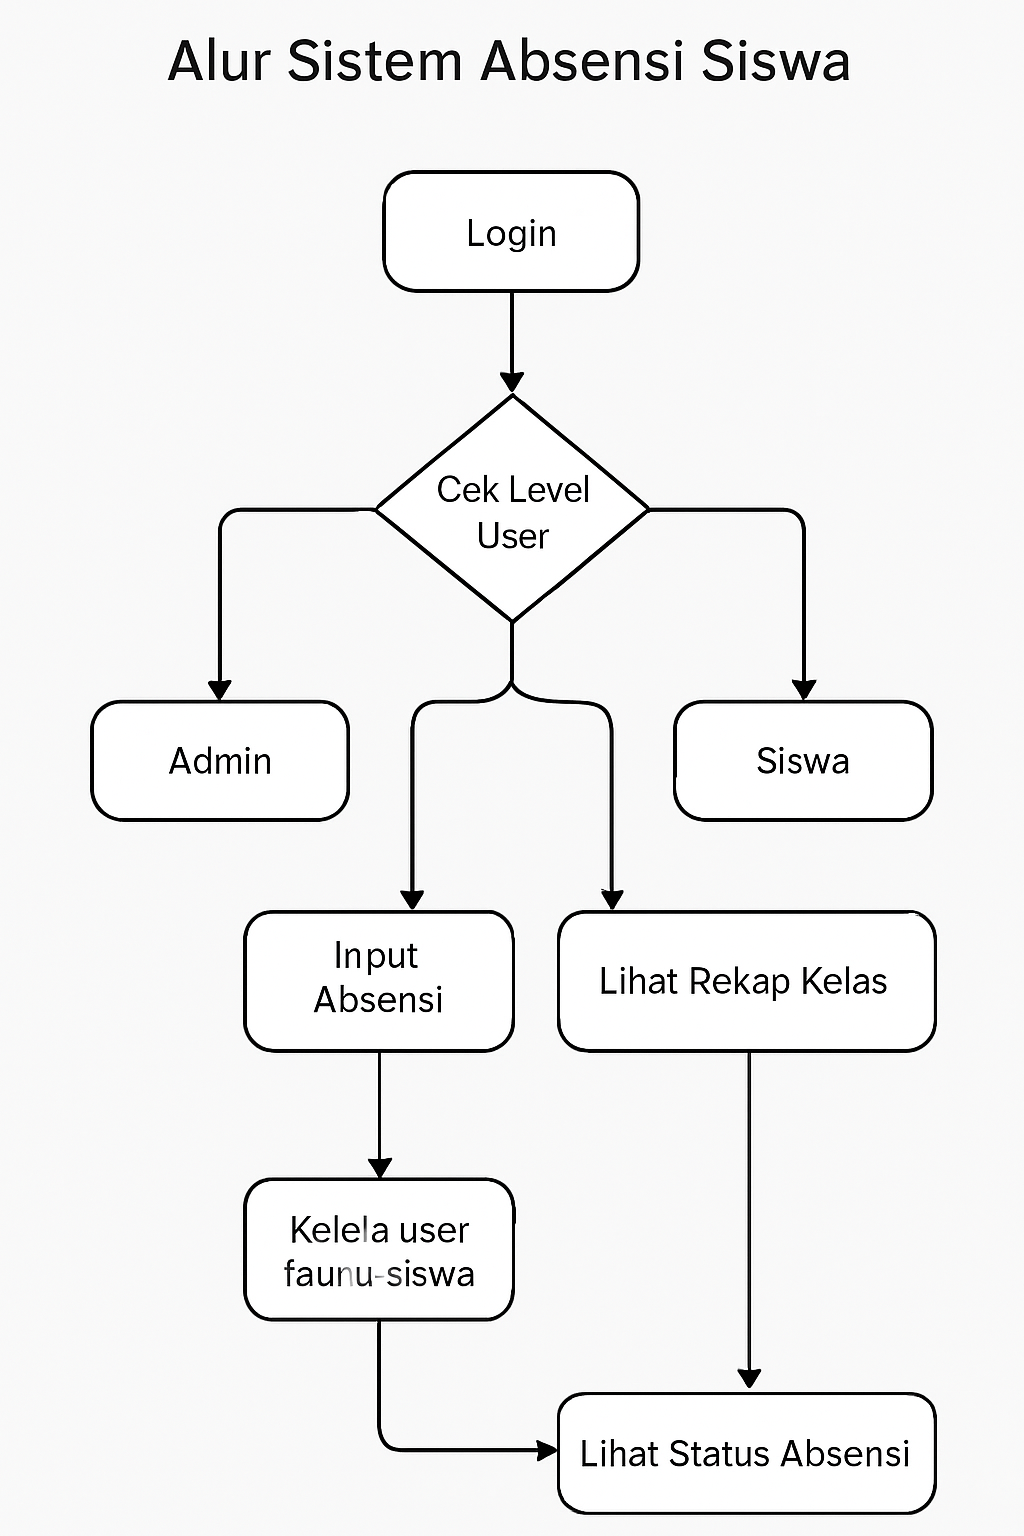 Alur Sistem Absensi Siswa
Login
Cek Level
User
Admin
Siswa
Input
Absensi
Lihat Rekap Kelas
Kelela user
faunu-siswa
Lihat Status Absensi